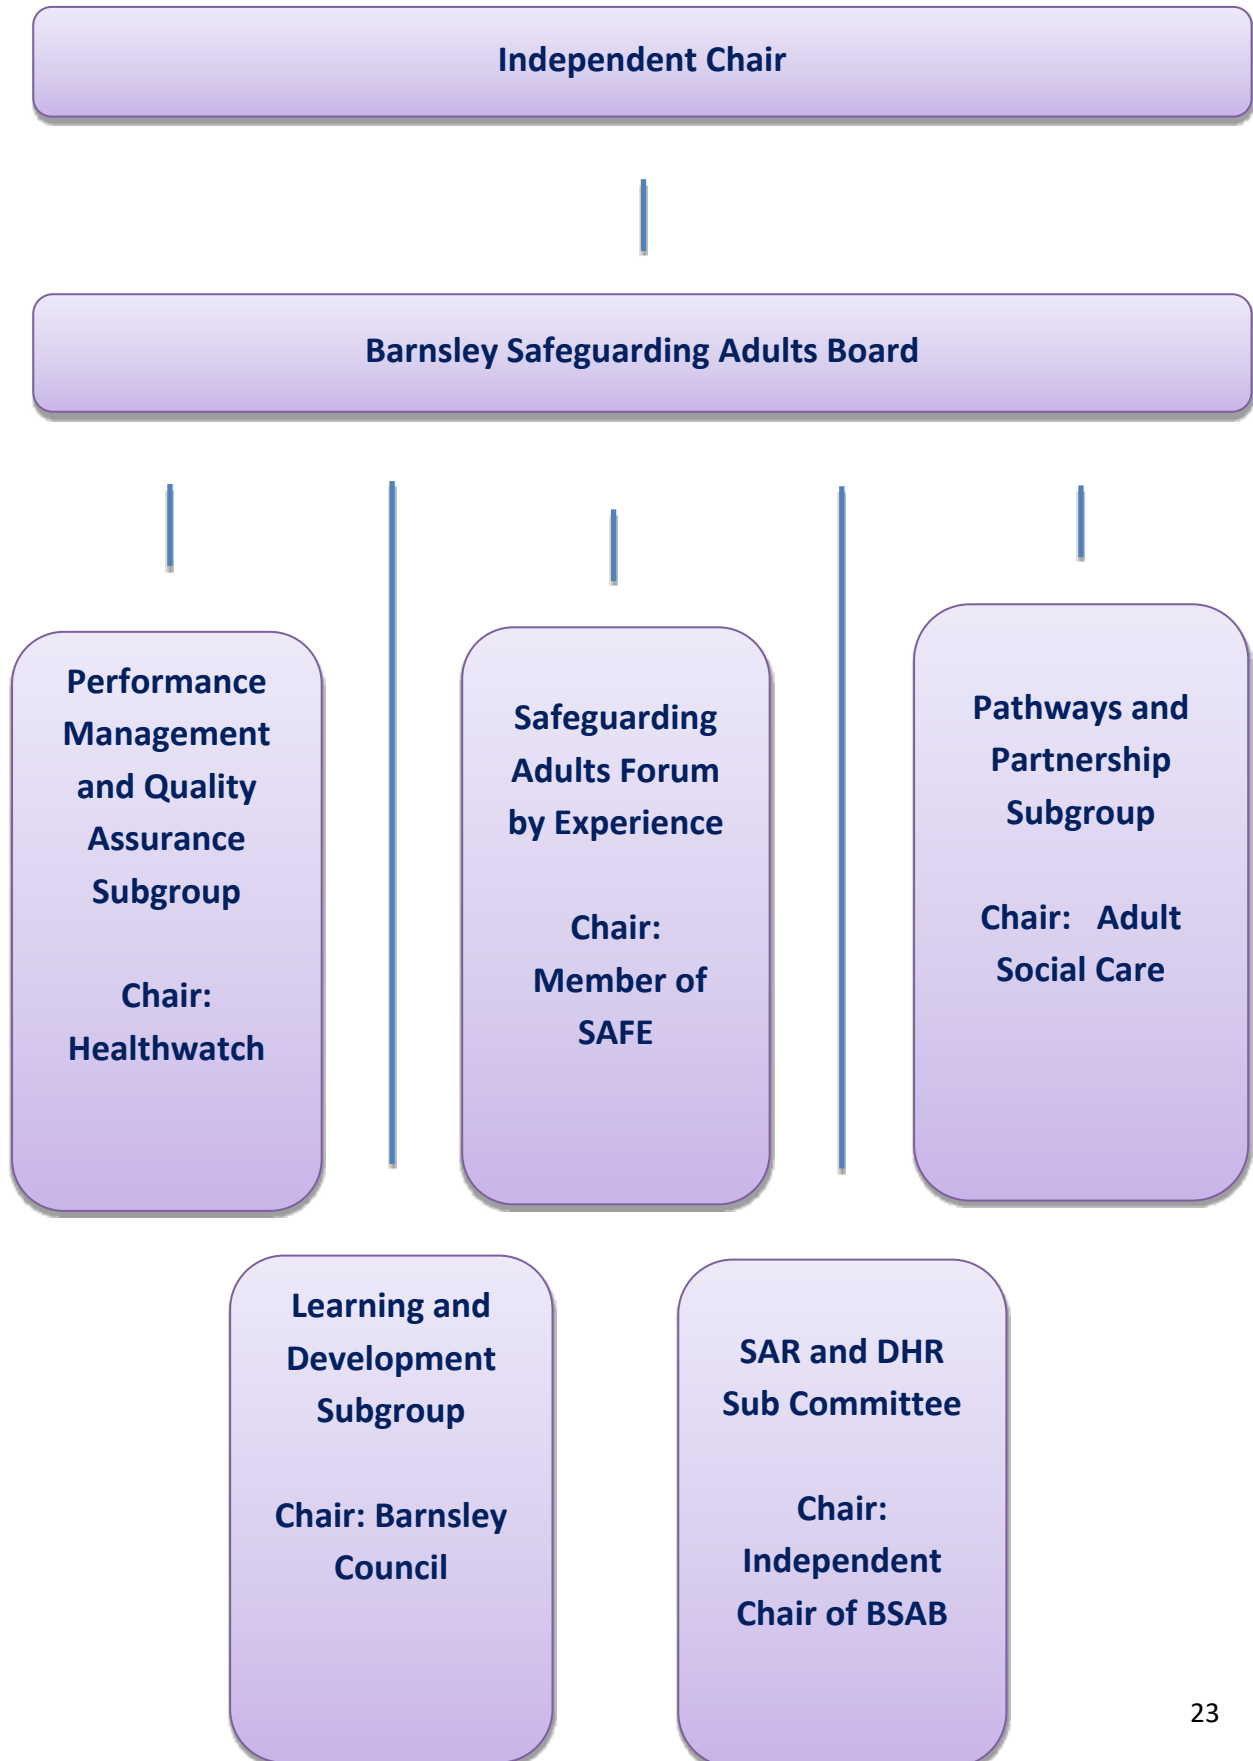 Independent Chair
Barnsley Safeguarding Adults Board
Performance
Management
and Quality
Assurance
Subgroup
Chair:
Healthwatch
Safeguarding
Adults Forum
by Experience
Chair:
Member of
SAFE
Pathways and
Partnership
Subgroup
Chair: Adult
Social Care
Learning and
Development
Subgroup
Chair: Barnsley
Council
SAR and DHR
Sub Committee
Chair:
Independent
Chair of BSAB
23